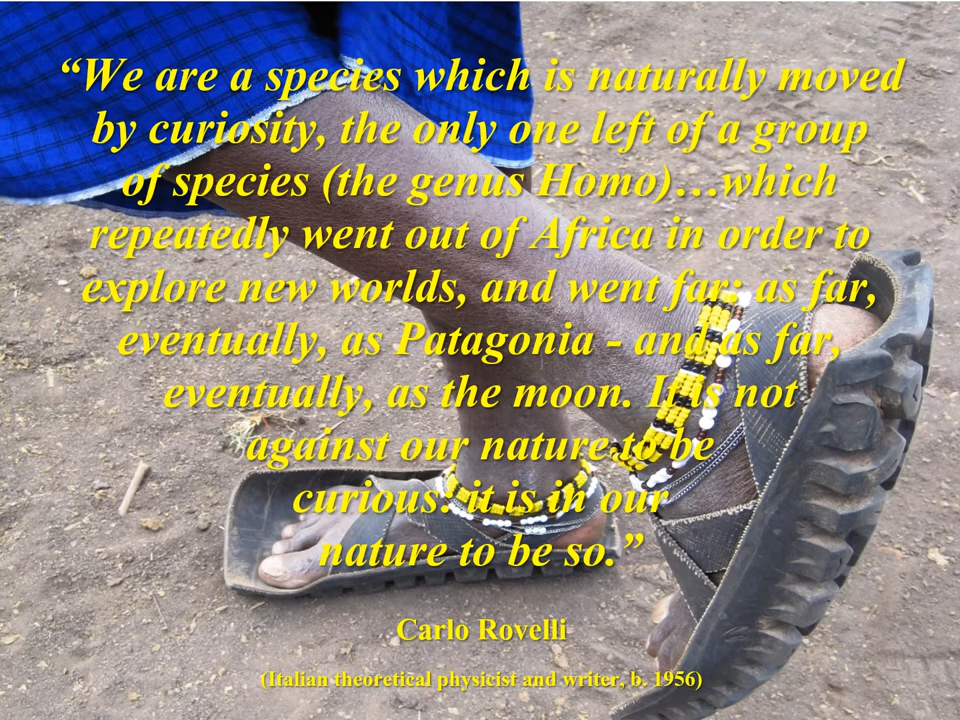 “We are a species which is naturally moved
by curiosity, the only one left of a group
of species (the genus Homo)…which
repeatedly went out of Africa in order to
explore new worlds, and went far: as far,
eventually, as Patagonia - and as far,
eventually, as the moon. It is not
against our nature to be
curious: it is in our
nature to be so.”
Carlo Rovelli
(Italian theoretical physicist and writer, b. 1956)